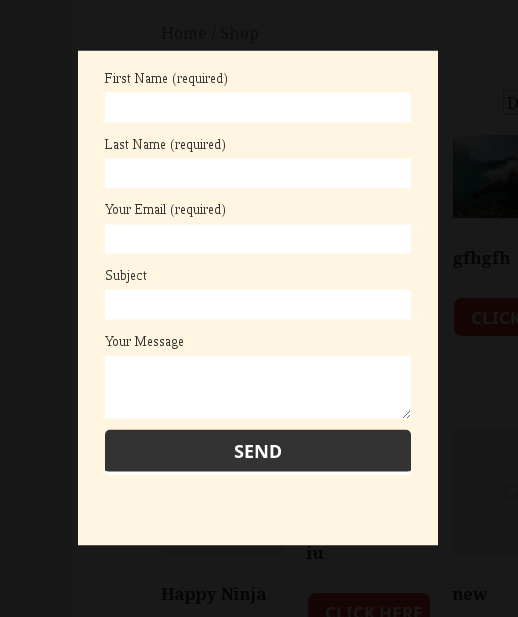 Home / Shop
First Name (required)
Last Name (required)
Your Email (required)
gfhgfh
Subject
CLICK
Your Message
SEND
iu
Happy Ninja
new
CLICK HERE